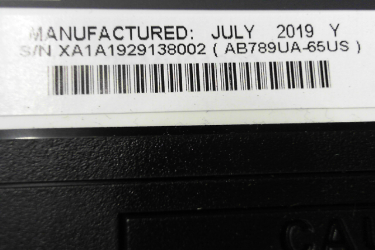 MANUFACTURED: JULY 2019 Y
S/N XA1A1929138002 ( AB789UA-65US )